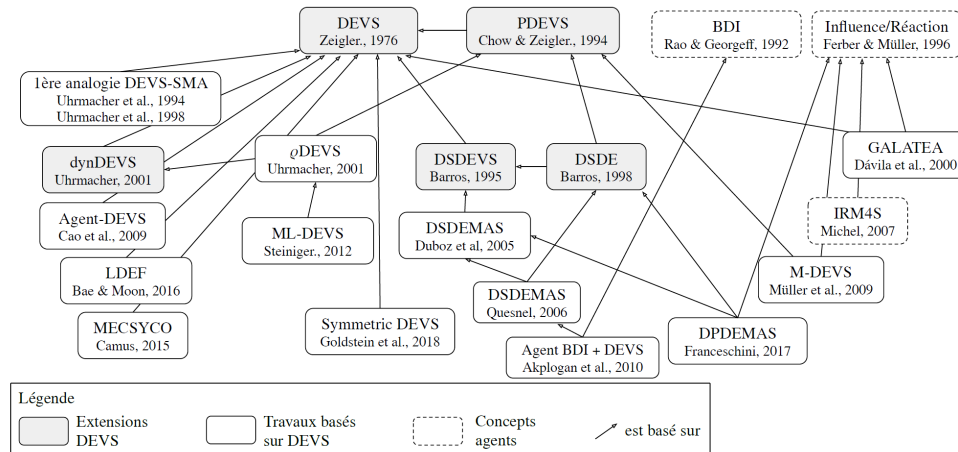 DEVS
Zeigler., 1976
PDEVS
Chow & Zeigler., 1994
BDI
Rao & Georgeff, 1992
Influence/Réaction
Ferber & Müller, 1996
1ère analogie DEVS-SMA
Uhrmacher et al., 1994
Uhrmacher et al., 1998
dynDEVS
Uhrmacher, 2001
ϱDEVS
Uhrmacher, 2001
DSDEVS
Barros, 1995
DSDE
Barros, 1998
GALATEA
Dávila et al., 2000
Agent-DEVS
Cao et al., 2009
ML-DEVS
Steiniger., 2012
DSDEMAS
Duboz et al, 2005
IRM4S
Michel, 2007
LDEF
Bae & Moon, 2016
DSDEMAS
Quesnel, 2006
M-DEVS
Müller et al., 2009
MECSYCO
Camus, 2015
Symmetric DEVS
Goldstein et al., 2018
Agent BDI + DEVS
Akplogan et al., 2010
DPDEMAS
Franceschini, 2017
Légende
Extensions
DEVS
Travaux basés
sur DEVS
Concepts
agents
est basé sur